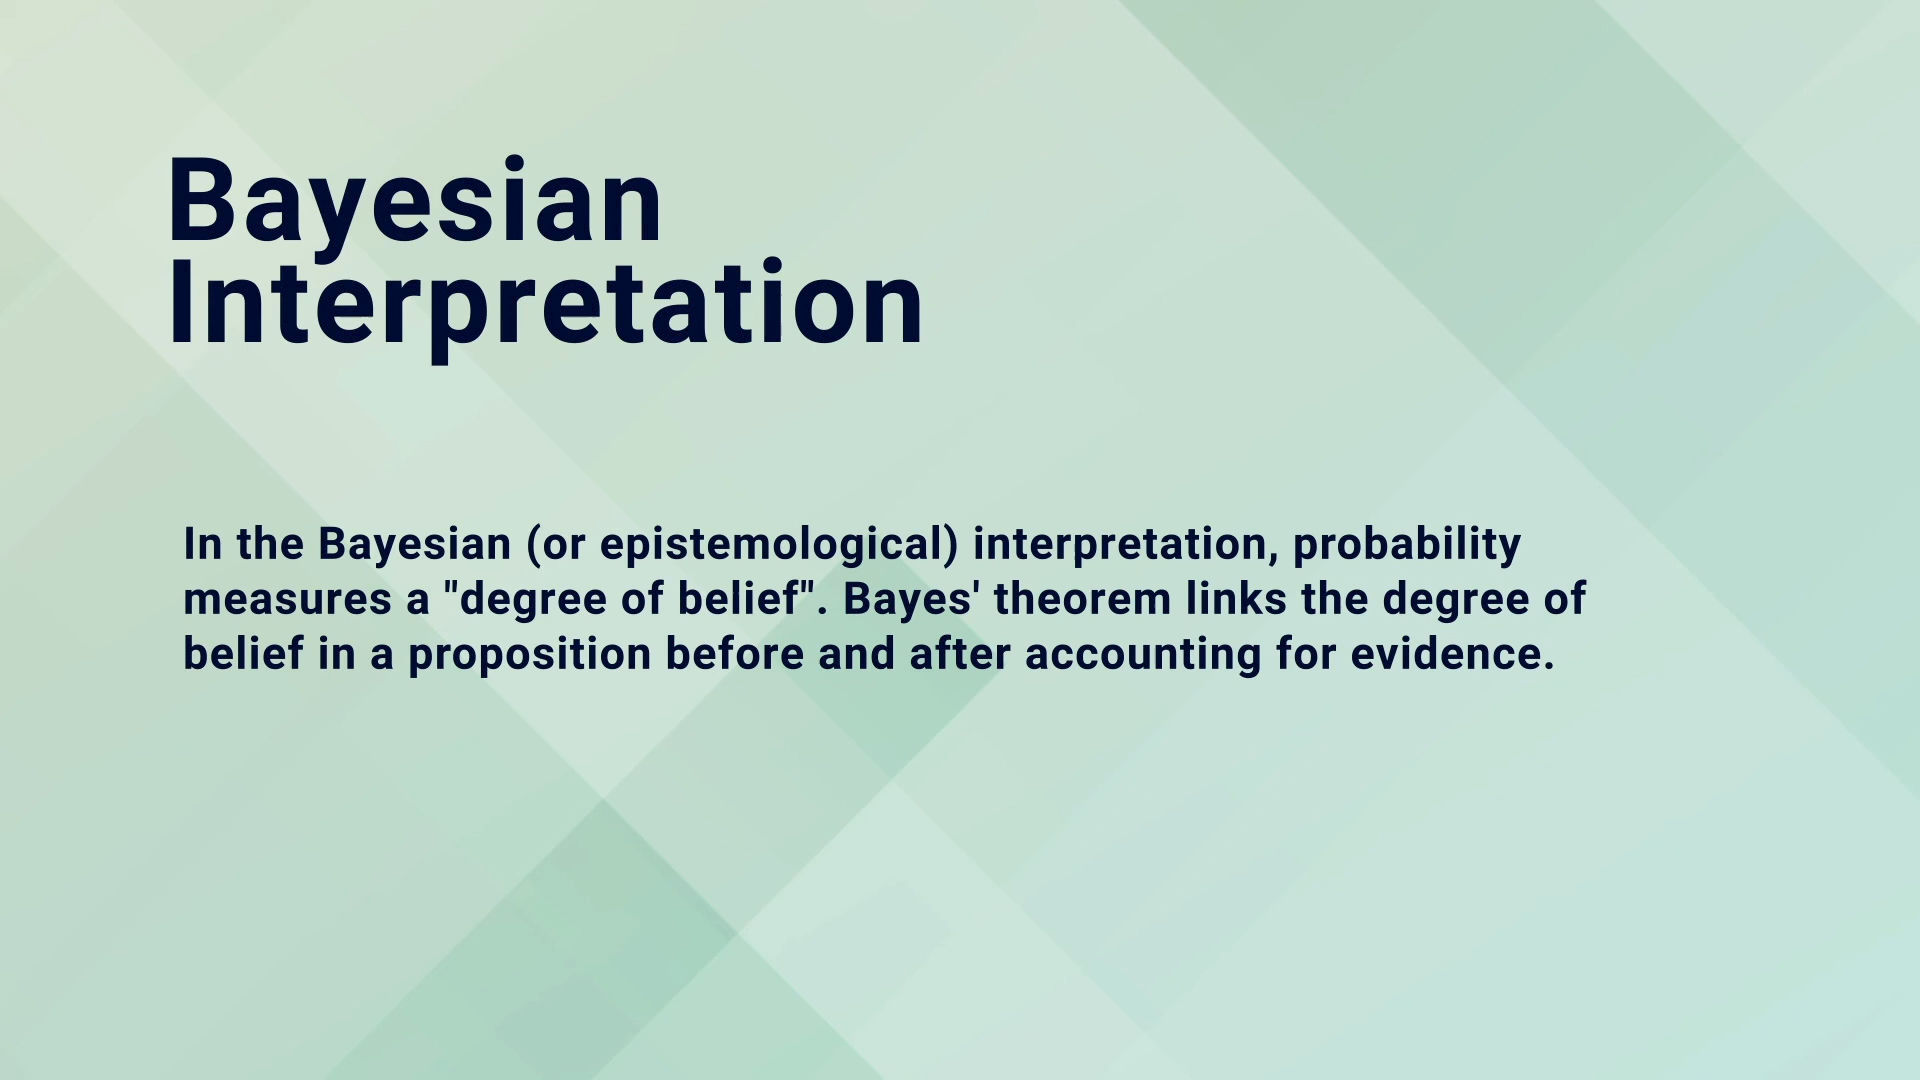 Bayesian
Interpretation
In the Bayesian (or epistemological) interpretation, probability
measures a "degree of belief". Bayes' theorem links the degree of
belief in a proposition before and after accounting for evidence.